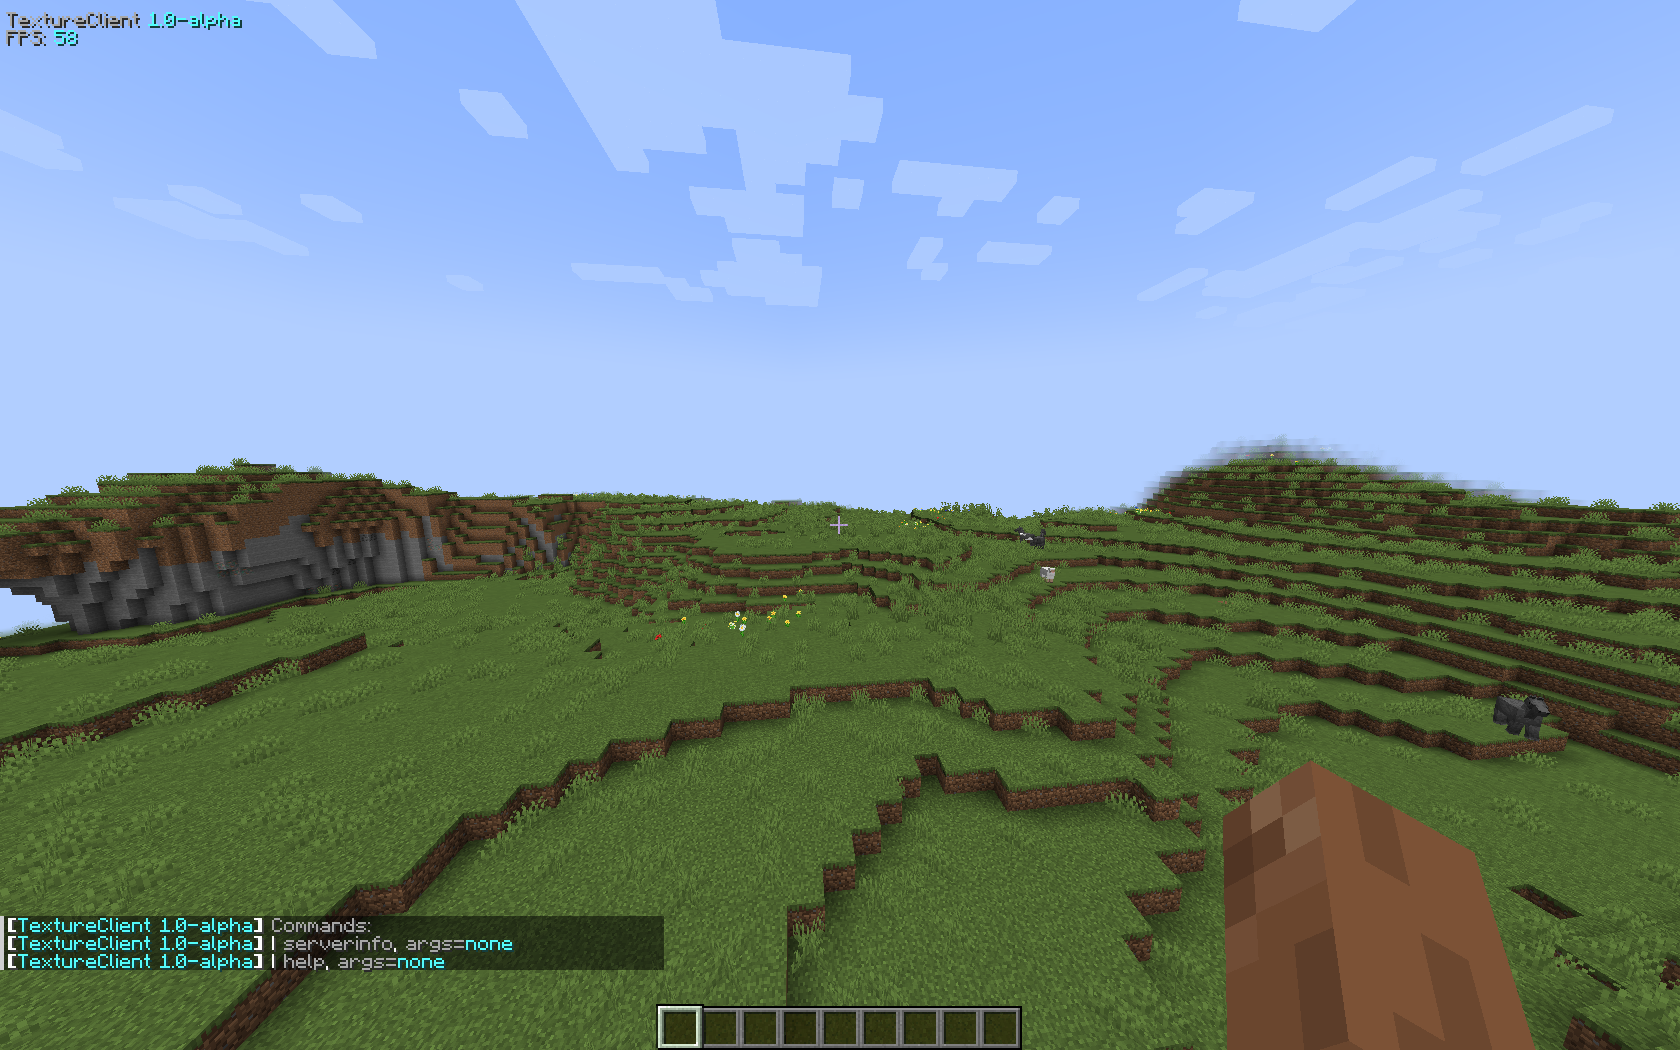 TextureClient 1.0-alpha
FPS: 58
[TextureClient 1.0-alpha] Commands:
[TextureClient 1.0-alpha] | serverinfo, args=none
[TextureClient 1.0-alpha] | help, args=none